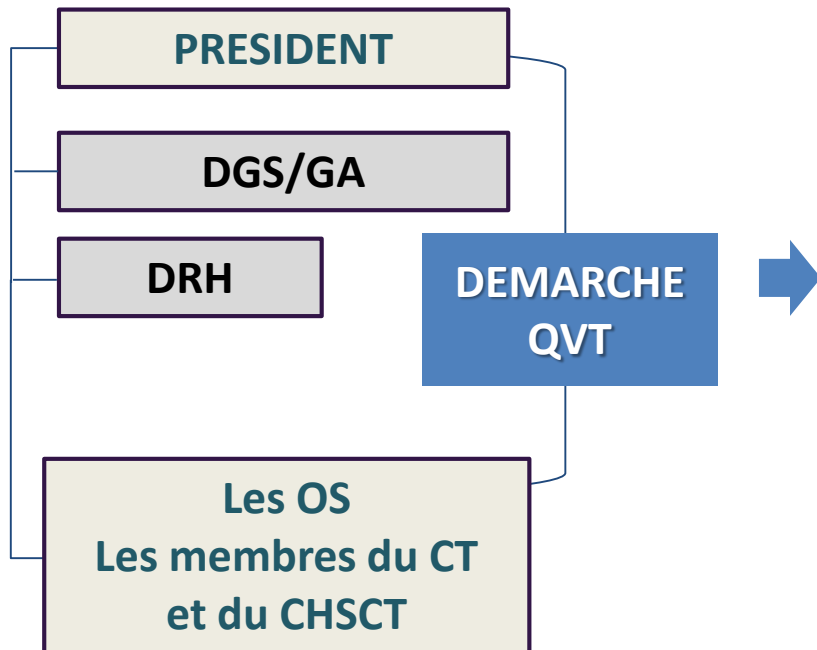 PRESIDENT
DGS/GA
DRH
DEMARCHE
QVT
Les OS
Les membres du CT
et du CHSCT